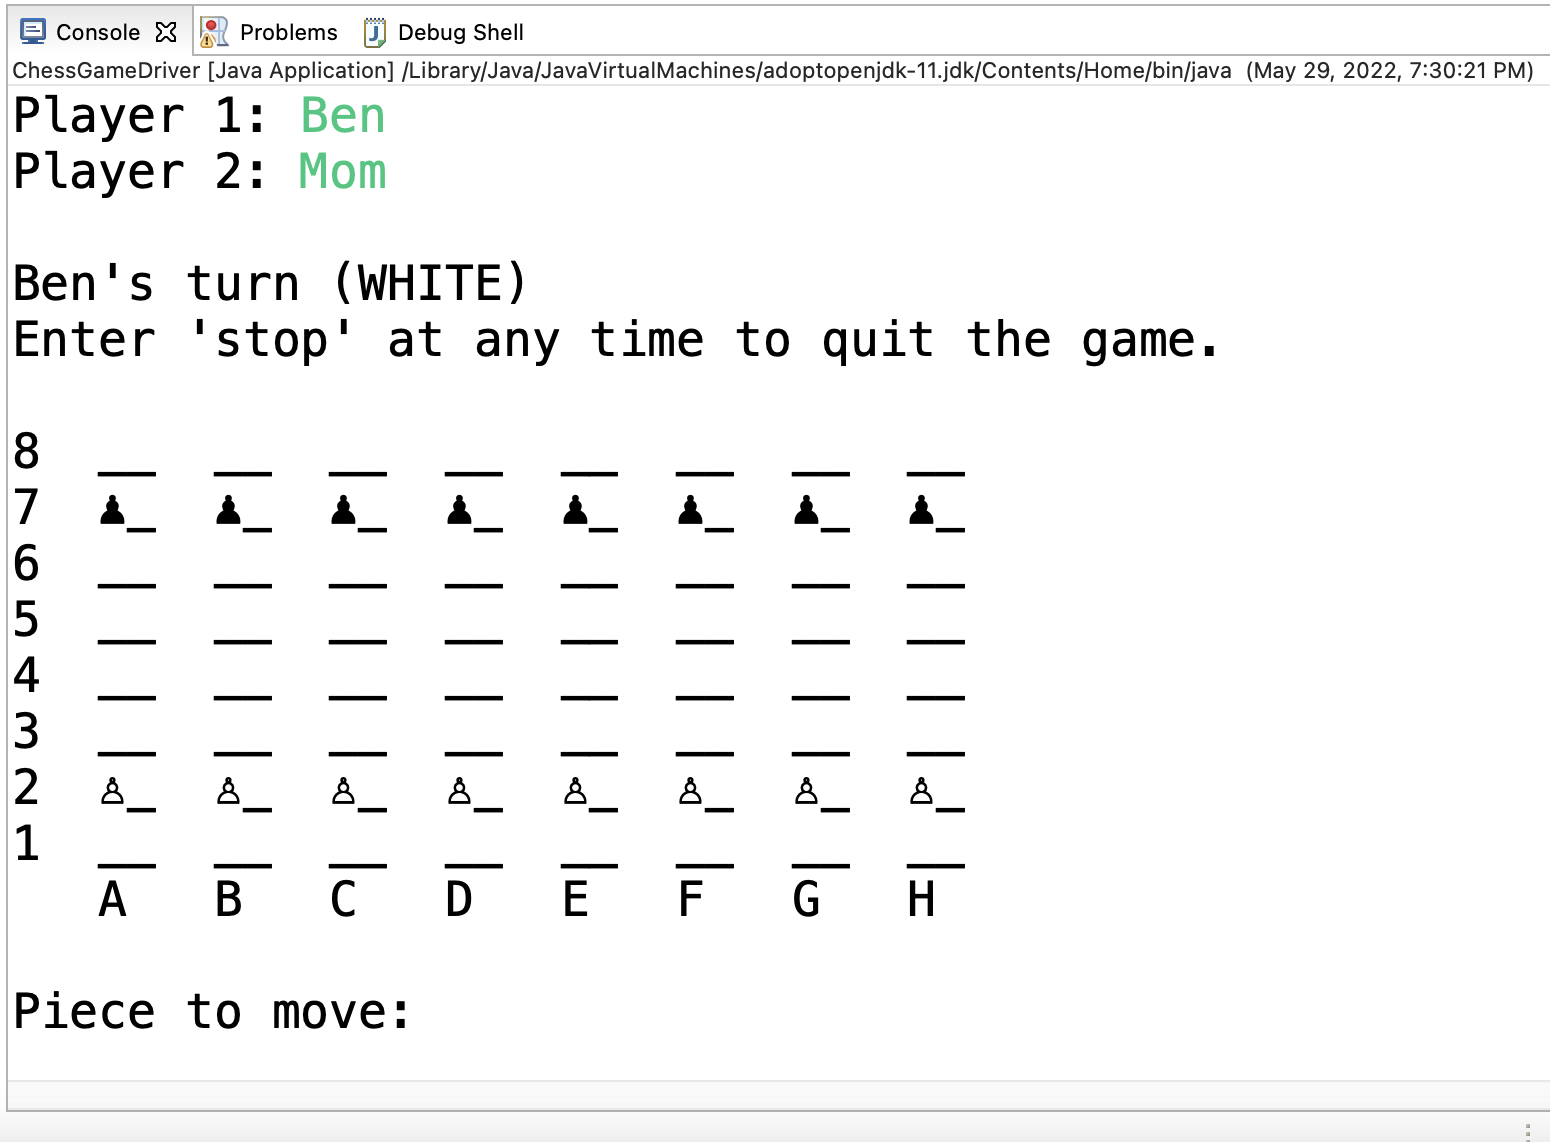 Console Problems Debug Shell
ChessGameDriver [Java Application] /Library/Java/JavaVirtualMachines/adoptopenjdk-11.jdk/Contents/Home/bin/java  (May 29, 2022, 7:30:21 PM)
Player 1: Ben
Player 2: Mom
Ben's turn (WHITE)
Enter 'stop' at any time to quit the game.
8  __  __  __  __  __  __  __  __
7  ♟_  ♟_  ♟_  ♟_  ♟_  ♟_  ♟_  ♟_
6  __  __  __  __  __  __  __  __
5  __  __  __  __  __  __  __  __
4  __  __  __  __  __  __  __  __
3  __  __  __  __  __  __  __  __
2  ♙_  ♙_  ♙_  ♙_  ♙_  ♙_  ♙_  ♙_
1  __  __  __  __  __  __  __  __
   A   B   C   D   E   F   G   H
Piece to move: